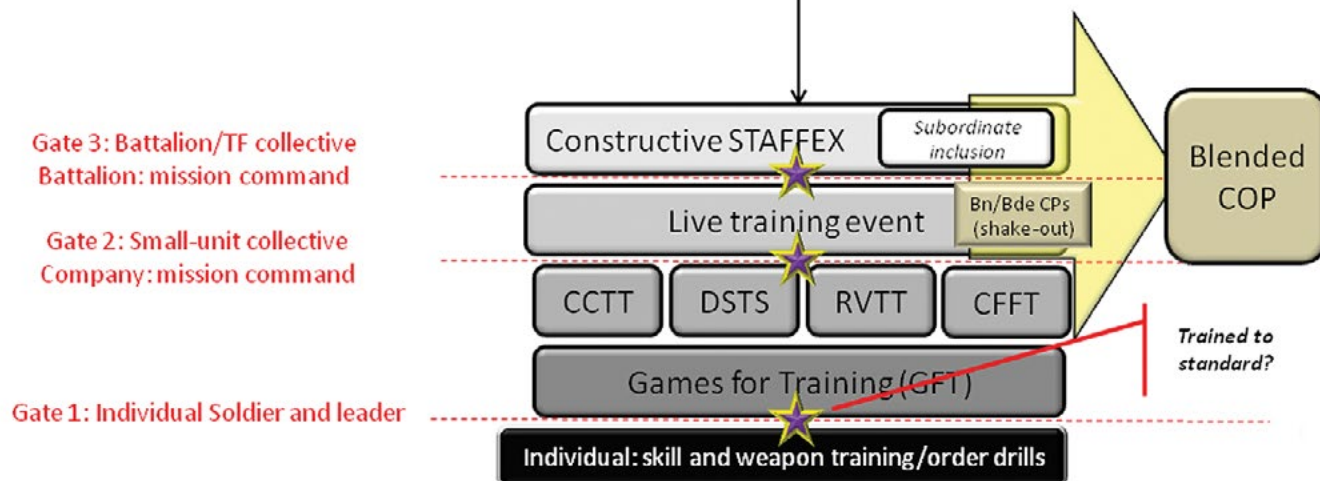 Gate 3: Battalion/TF collective
Battalion: mission command
Constructive STAFFEX
Subordinate
inclusion
Blended
COP
Live training event
Bn/Bde CPs
(shake-out)
Gate 2: Small-unit collective
Company: mission command
CCTT
DSTS
RVTT
CFFT
Trained to
standard?
Games for Training (GFT)
Gate 1: Individual Soldier and leader
Individual: skill and weapon training/order drills